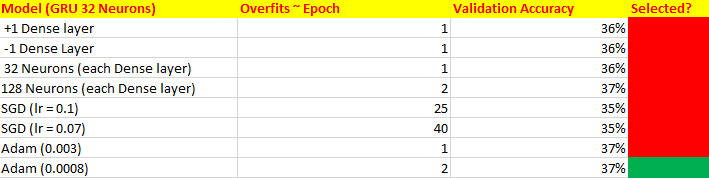 Model (GRU 32 Neurons) Overfits ~ Epoch Validation Accuracy Selected?
+1 Dense layer 1 36%
-1 Dense Layer 1 36%
32 Neurons (each Dense layer) 1 36%
128 Neurons (each Dense layer) 2 37%
SGD (lr = 0.1) 25 35%
SGD (lr = 0.07) 40 35%
Adam (0.003) 1 37%
Adam (0.0008) 2 37%